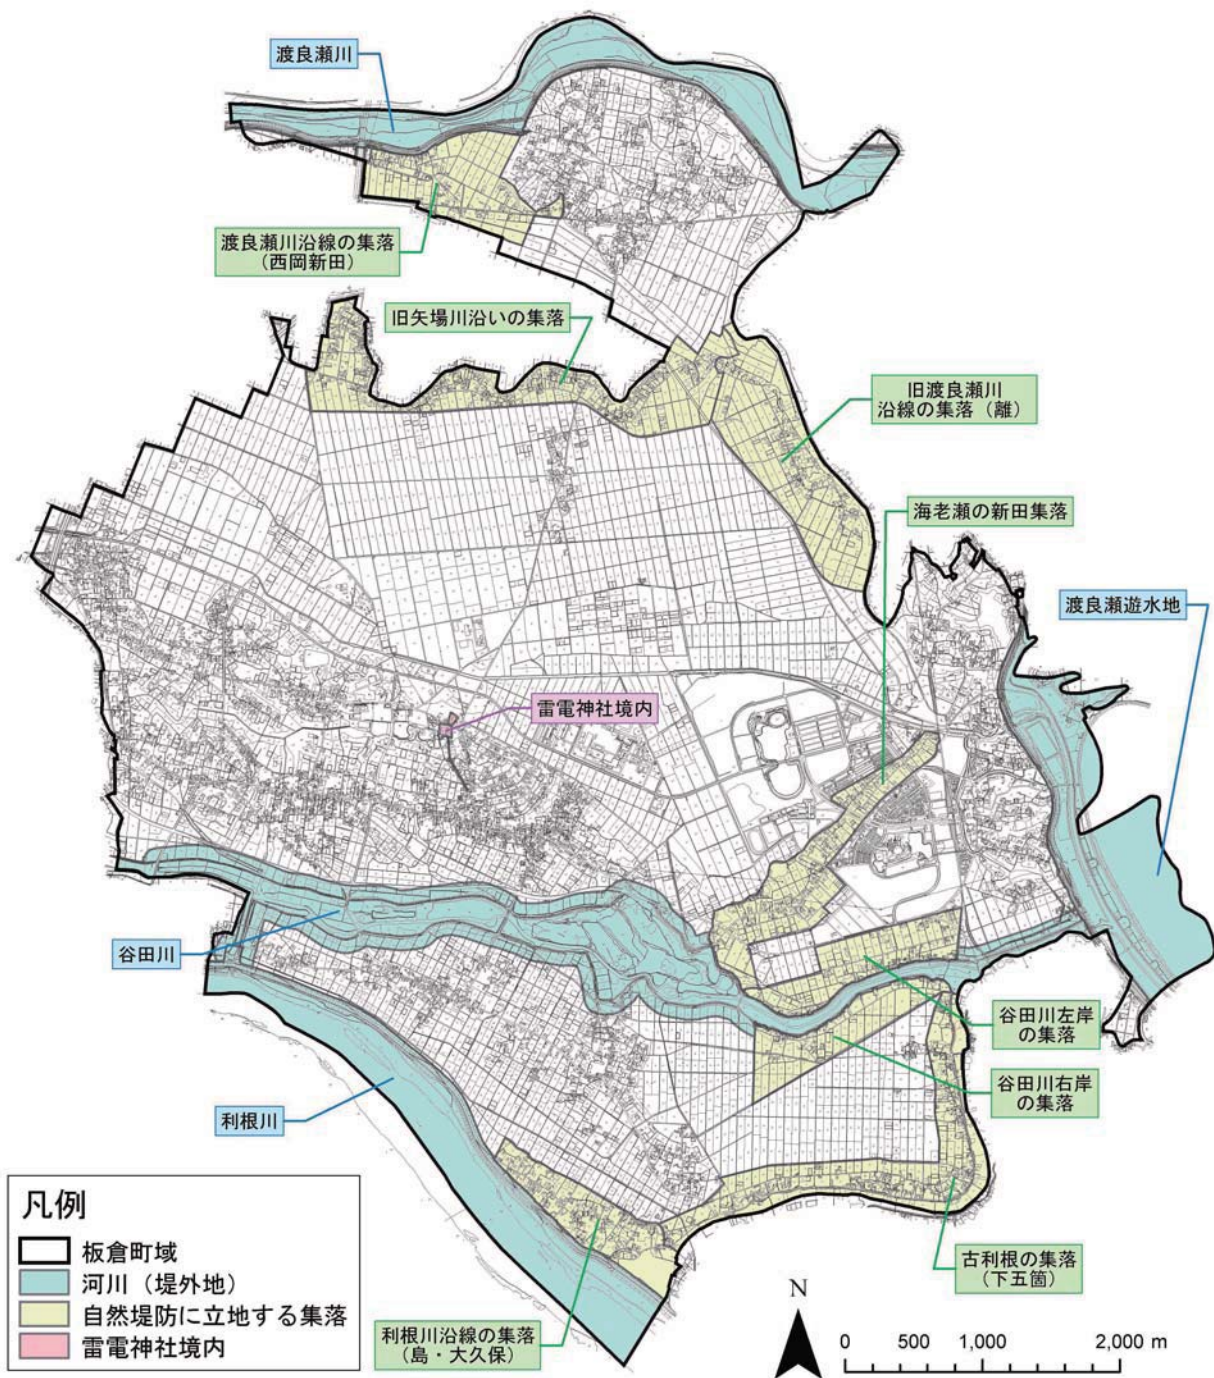 渡良瀬川
渡良瀬川沿線の集落
（西岡新田）
旧矢場川沿いの集落
旧渡良瀬川
沿線の集落（離）
海老瀬の新田集落
渡良瀬遊水地
雷電神社境内
谷田川
谷田川左岸
の集落
谷田川右岸
の集落
利根川
古利根の集落
（下五箇）
利根川沿線の集落
（島・大久保）
凡例
板倉町域
河川（堤外地）
自然堤防に立地する集落
雷電神社境内
N
0 500 1,000 2,000 m